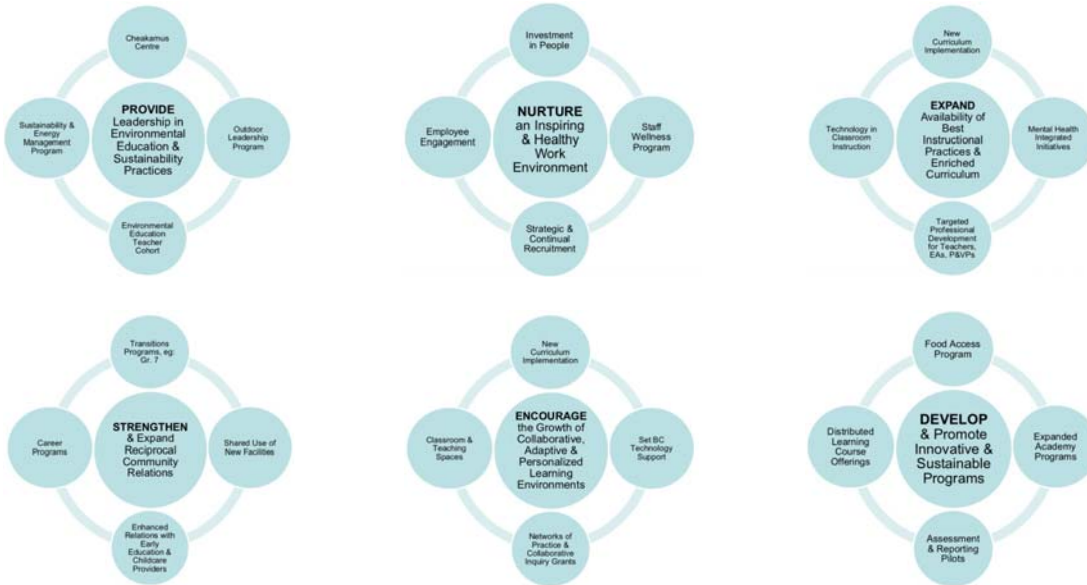 Cheakamus
Centre
Sustainability &
Energy
Management
Program
PROVIDE
Leadership in
Environmental
Education &
Sustainability
Practices
Outdoor
Leadership
Program
Environmental
Education
Teacher
Cohort
Investment
in People
Employee
Engagement
NURTURE
an Inspiring
& Healthy
Work
Environment
Staff
Wellness
Program
Strategic &
Continual
Recruitment
New
Curriculum
Implementation
Technology in
Classroom
Instruction
EXPAND
Availability of
Best
Instructional
Practices &
Enriched
Curriculum
Mental Health
Integrated
Initiatives
Targeted
Professional
Development
for Teachers,
EAs, P&VPs
Transitions
Programs, eg:
Gr. 7
Career
Programs
STRENGTHEN
& Expand
Reciprocal
Community
Relations
Shared Use of
New Facilities
Enhanced
Relations with
Early
Education &
Childcare
Providers
New
Curriculum
Implementation
Classroom &
Teaching
Spaces
ENCOURAGE
the Growth of
Collaborative,
Adaptive &
Personalized
Learning
Environments
Set BC
Technology
Support
Networks of
Practice &
Collaborative
Inquiry Grants
Food Access
Program
Distributed
Learning
Course
Offerings
DEVELOP
& Promote
Innovative &
Sustainable
Programs
Expanded
Academy
Programs
Assessment
& Reporting
Pilots